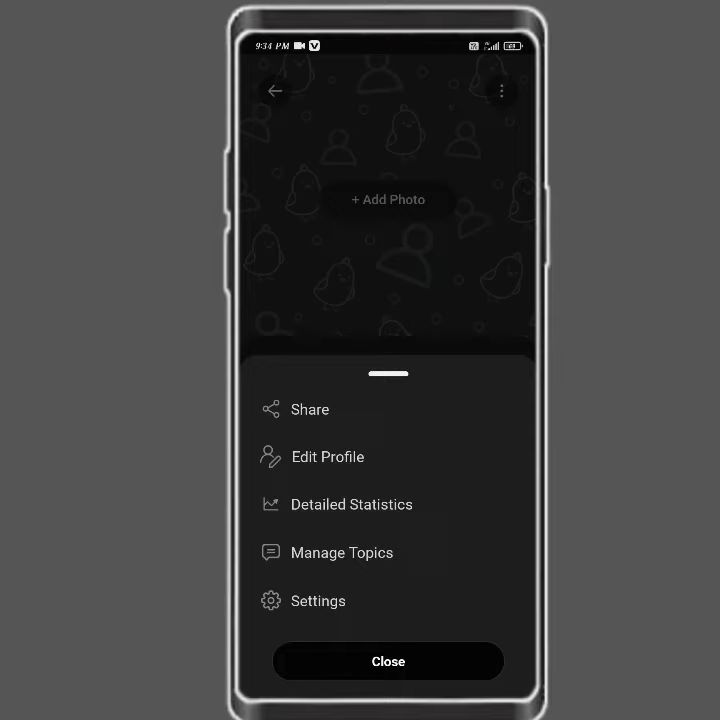 9:34 PM
+ Add Photo
Share
Edit Profile
Detailed Statistics
Manage Topics
Settings
Close